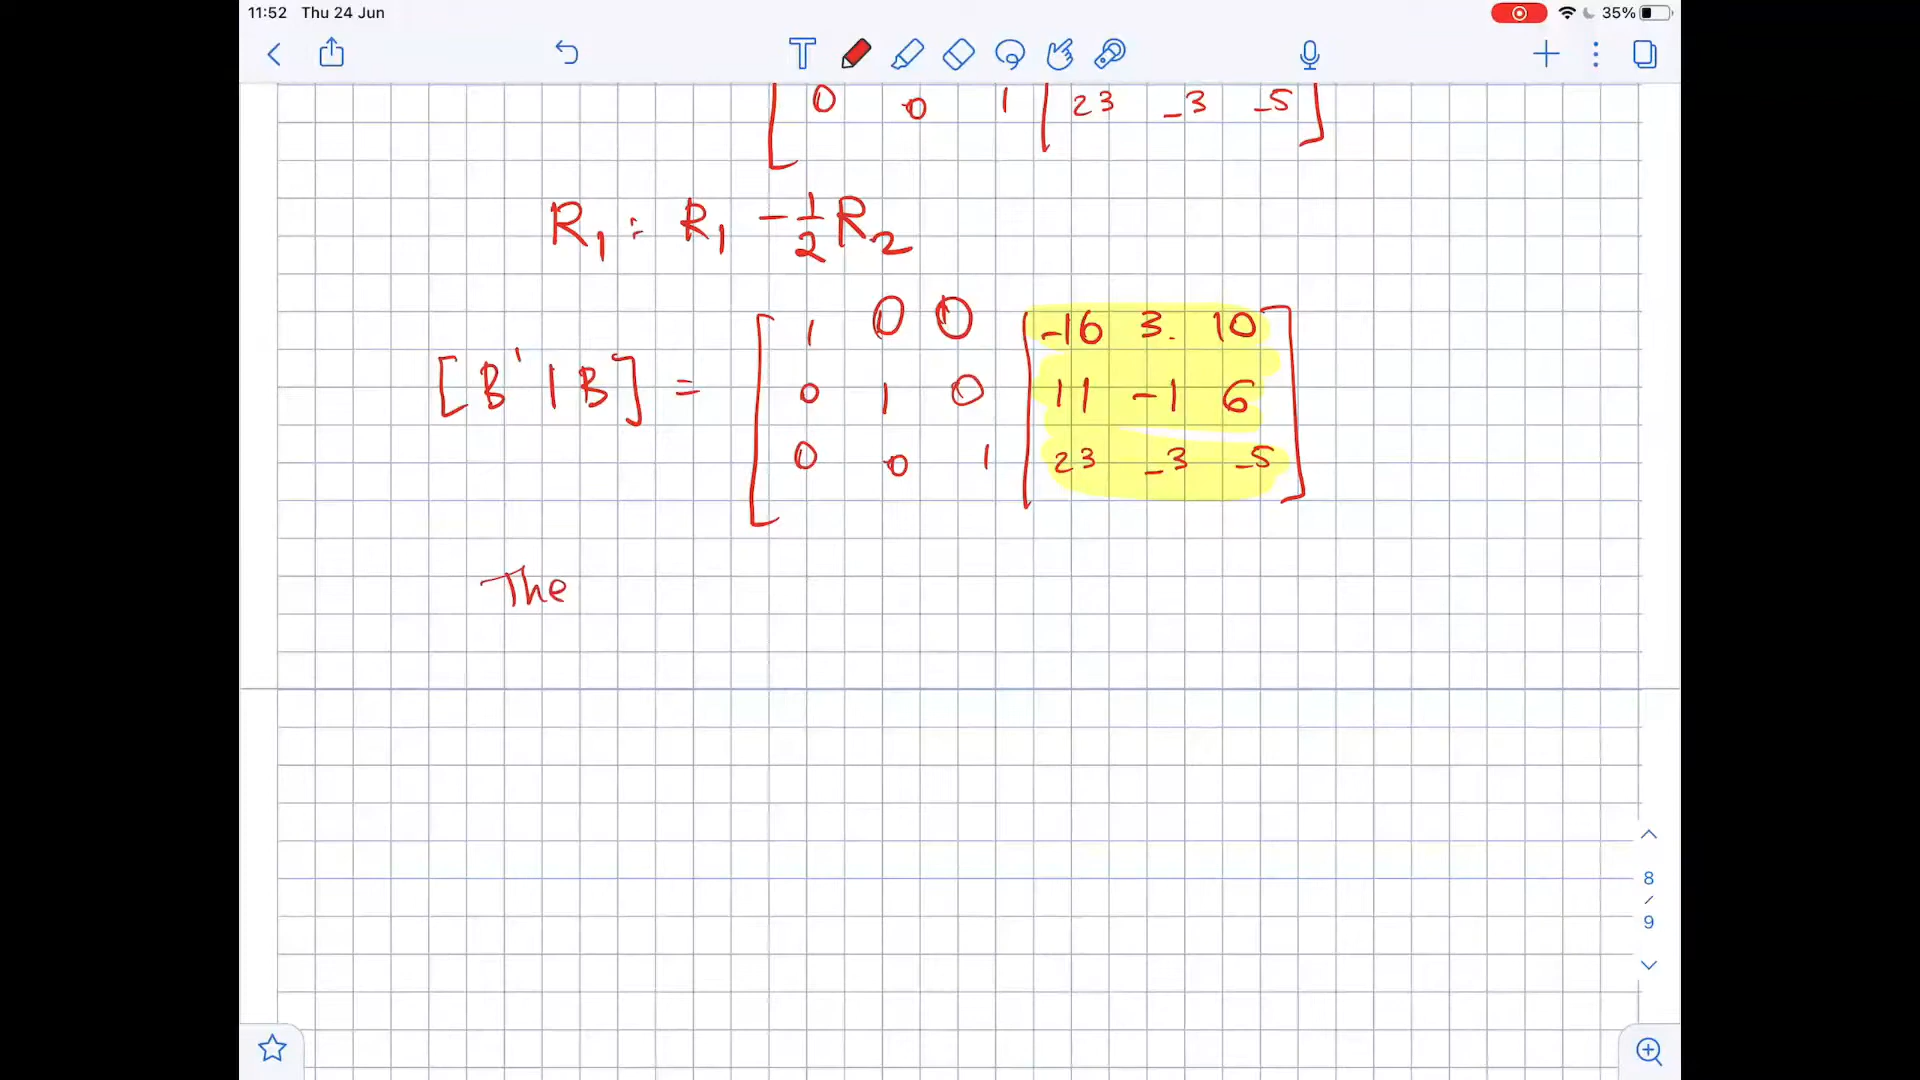 11:52 Thu 24 Jun 35%
T
0 0 1 23 -3 -5
R₁ : R₁ - 1/2 R₂
1 0 0 -16 3. 10
[B' | B] = 0 1 0 11 -1 6
0 0 1 23 -3 -5
The
8
/
9